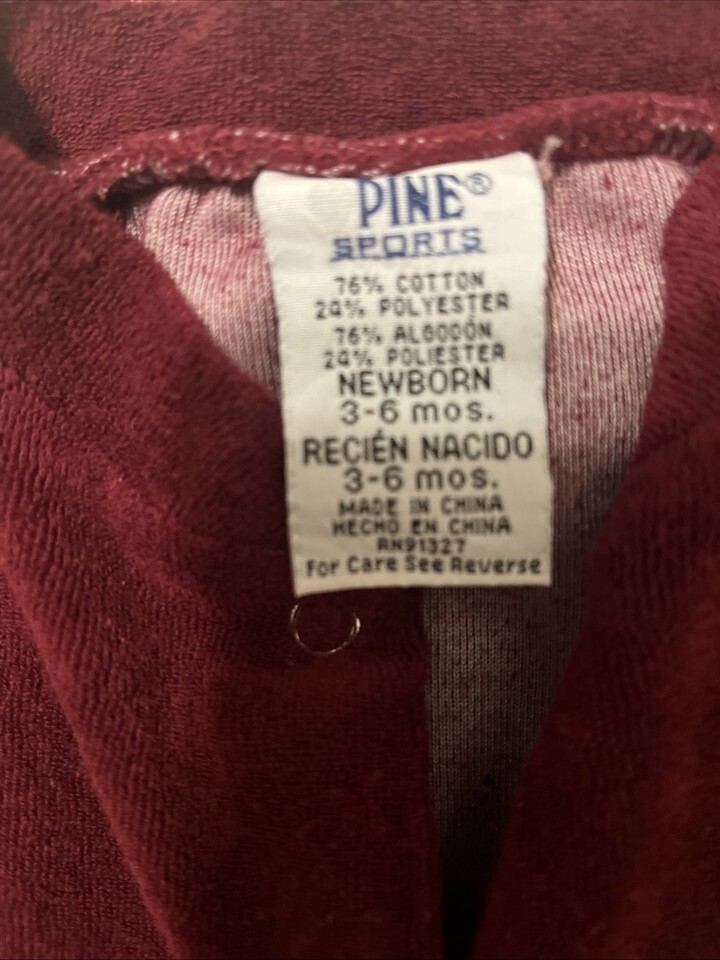 PINE®
SPORTS
76% COTTON
24% POLYESTER
76% ALGODÓN
24% POLIESTER
NEWBORN
3-6 mos.
RECIÉN NACIDO
3-6 mos.
MADE IN CHINA
HECHO EN CHINA
RN91327
For Care See Reverse